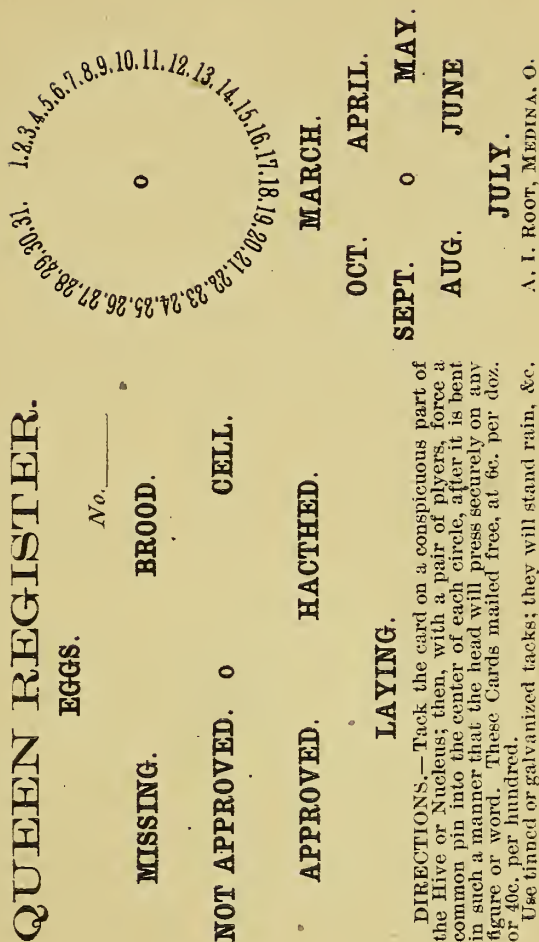 QUEEN REGISTER.
EGGS.
No.
MISSING. BROOD.
NOT APPROVED. o CELL.
APPROVED. HACTHED.
LAYING.
1.2.3.4.5.6.7.8.9.10.11.12.13.14.15.16.17.18.19.20.21.22.23.24.25.26.27.28.29.30.31.
o
MARCH.
OCT. APRIL.
SEPT. o MAY.
AUG. JUNE
JULY.
DIRECTIONS.—Tack the card on a conspicuous part of
the Hive or Nucleus; then, with a pair of plyers, force a
common pin into the center of each circle, after it is bent
in such a manner that the head will press securely on any
figure or word. These Cards mailed free, at 6c. per doz.
or 40c. per hundred.
Use tinned or galvanized tacks; they will stand rain, &c.
A. I. ROOT, MEDINA. O.